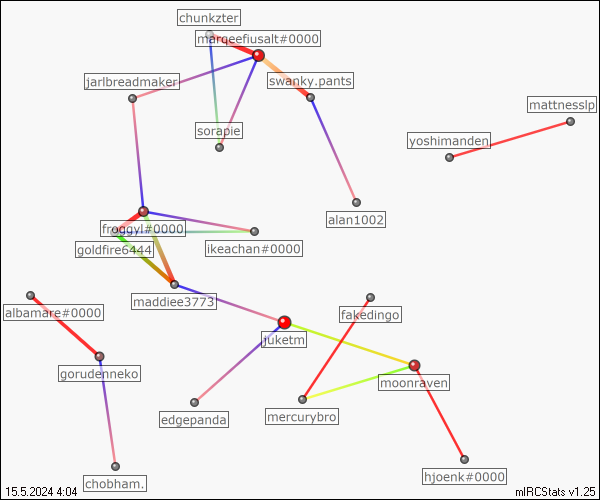 chunkzter
marqeefiusalt#0000
jarlbreadmaker
swanky.pants
mattnesslp
sorapie
yoshimanden
alan1002
froggyl#0000
goldfire6444
ikeachan#0000
maddiee3773
albamare#0000
fakedingo
juketm
gorudenneko
moonraven
edgepanda
mercurybro
chobham.
hjoenk#0000
15.5.2024 4:04
mIRCStats v1.25